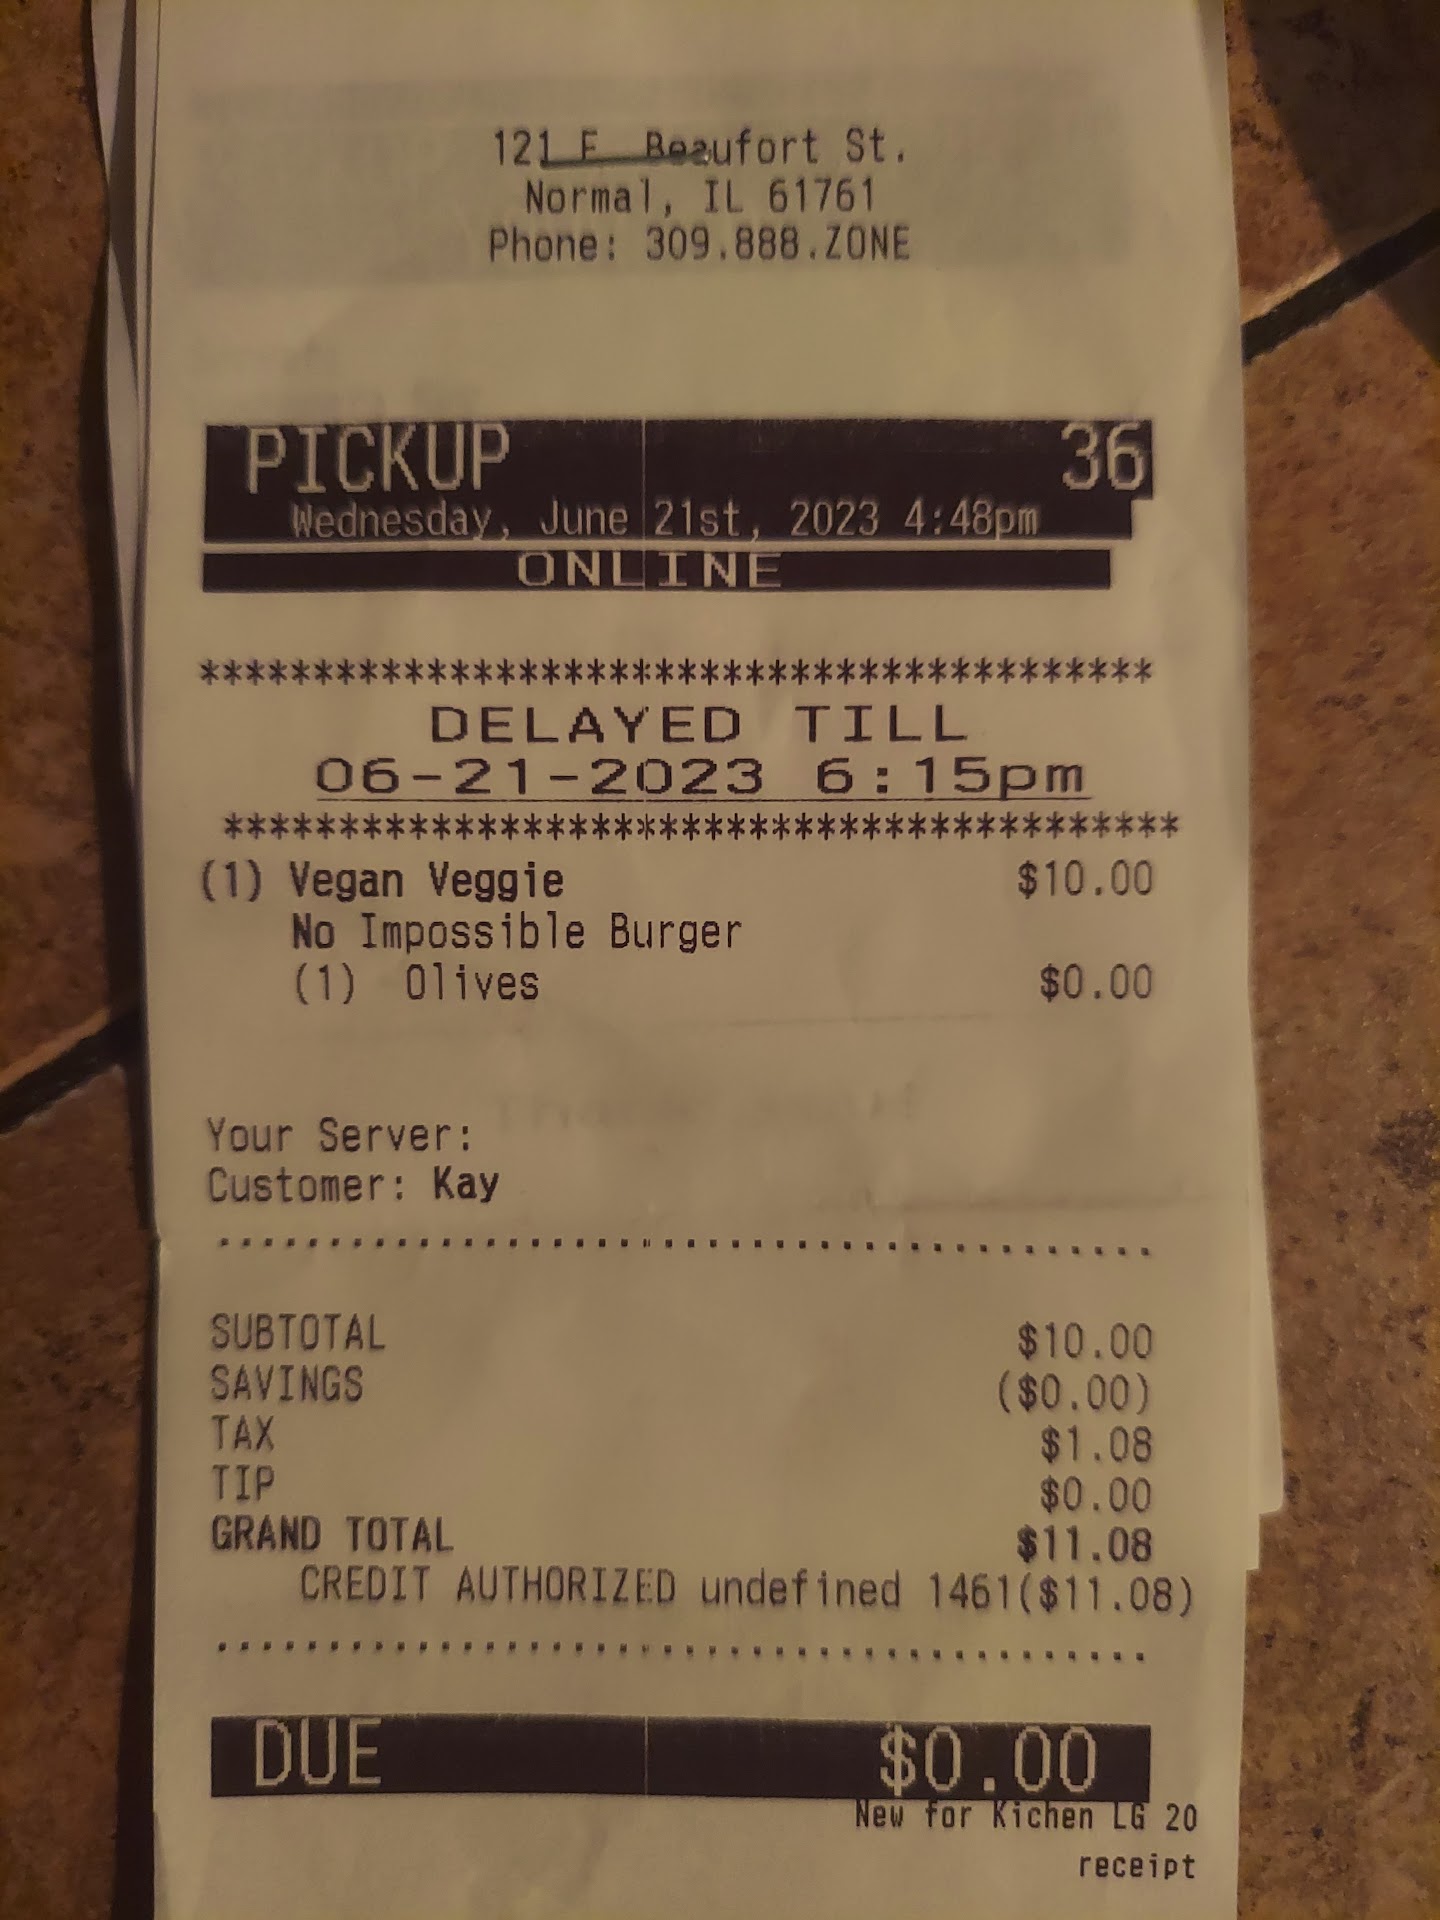 121 E Beaufort St.
Normal, IL 61761
Phone: 309.888.ZONE
PICKUP 36
Wednesday, June 21st, 2023 4:48pm
ONLINE
******************************************
DELAYED TILL
06-21-2023 6:15pm
******************************************
(1) Vegan Veggie $10.00
No Impossible Burger
(1) Olives $0.00
Your Server:
Customer: Kay
..........................................
SUBTOTAL $10.00
SAVINGS ($0.00)
TAX $1.08
TIP $0.00
GRAND TOTAL $11.08
CREDIT AUTHORIZED undefined 1461($11.08)
..........................................
DUE $0.00
New for Kichen LG 20
receipt